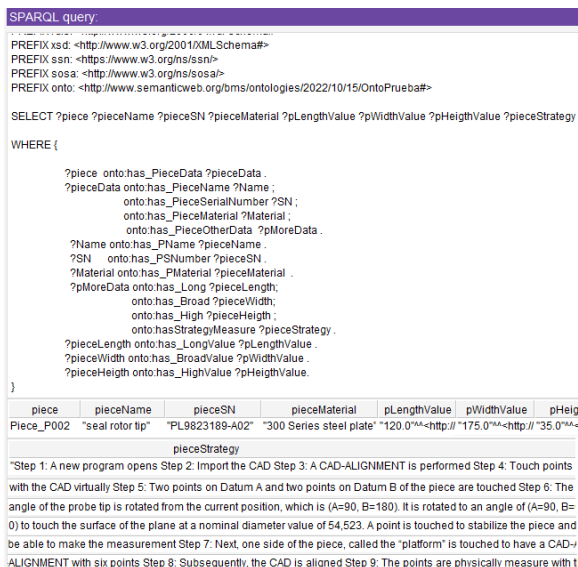 SPARQL query:
PREFIX xsd: <http://www.w3.org/2001/XMLSchema#>
PREFIX ssn: <https://www.w3.org/ns/ssn/>
PREFIX sosa: <http://www.w3.org/ns/sosa/>
PREFIX onto: <http://www.semanticweb.org/bms/ontologies/2022/10/15/OntoPrueba#>
SELECT ?piece ?pieceName ?pieceSN ?pieceMaterial ?pLengthValue ?pWidthValue ?pHeigthValue ?pieceStrategy
WHERE {
?piece onto:has_PieceData ?pieceData .
?pieceData onto:has_PieceName ?Name ;
onto:has_PieceSerialNumber ?SN ;
onto:has_PieceMaterial ?Material ;
onto:has_PieceOtherData ?pMoreData .
?Name onto:has_PName ?pieceName .
?SN onto:has_PSNumber ?pieceSN .
?Material onto:has_PMaterial ?pieceMaterial .
?pMoreData onto:has_Long ?pieceLength;
onto:has_Broad ?pieceWidth;
onto:has_High ?pieceHeigth ;
onto:hasStrategyMeasure ?pieceStrategy .
?pieceLength onto:has_LongValue ?pLengthValue .
?pieceWidth onto:has_BroadValue ?pWidthValue .
?pieceHeigth onto:has_HighValue ?pHeigthValue.
}
piece pieceName pieceSN pieceMaterial pLengthValue pWidthValue pHeig
Piece_P002 "seal rotor tip" "PL9823189-A02" "300 Series steel plate" "120.0"^^<http:// "175.0"^^<http:// "35.0"^^<
pieceStrategy
"Step 1: A new program opens Step 2: Import the CAD Step 3: A CAD-ALIGNMENT is performed Step 4: Touch points
with the CAD virtually Step 5: Two points on Datum A and two points on Datum B of the piece are touched Step 6: The
angle of the probe tip is rotated from the current position, which is (A=90, B=180). It is rotated to an angle of (A=90, B=
0) to touch the surface of the plane at a nominal diameter value of 54,523. A point is touched to stabilize the piece and
be able to make the measurement Step 7: Next, one side of the piece, called the "platform" is touched to have a CAD-
ALIGNMENT with six points Step 8: Subsequently, the CAD is aligned Step 9: The points are physically measure with